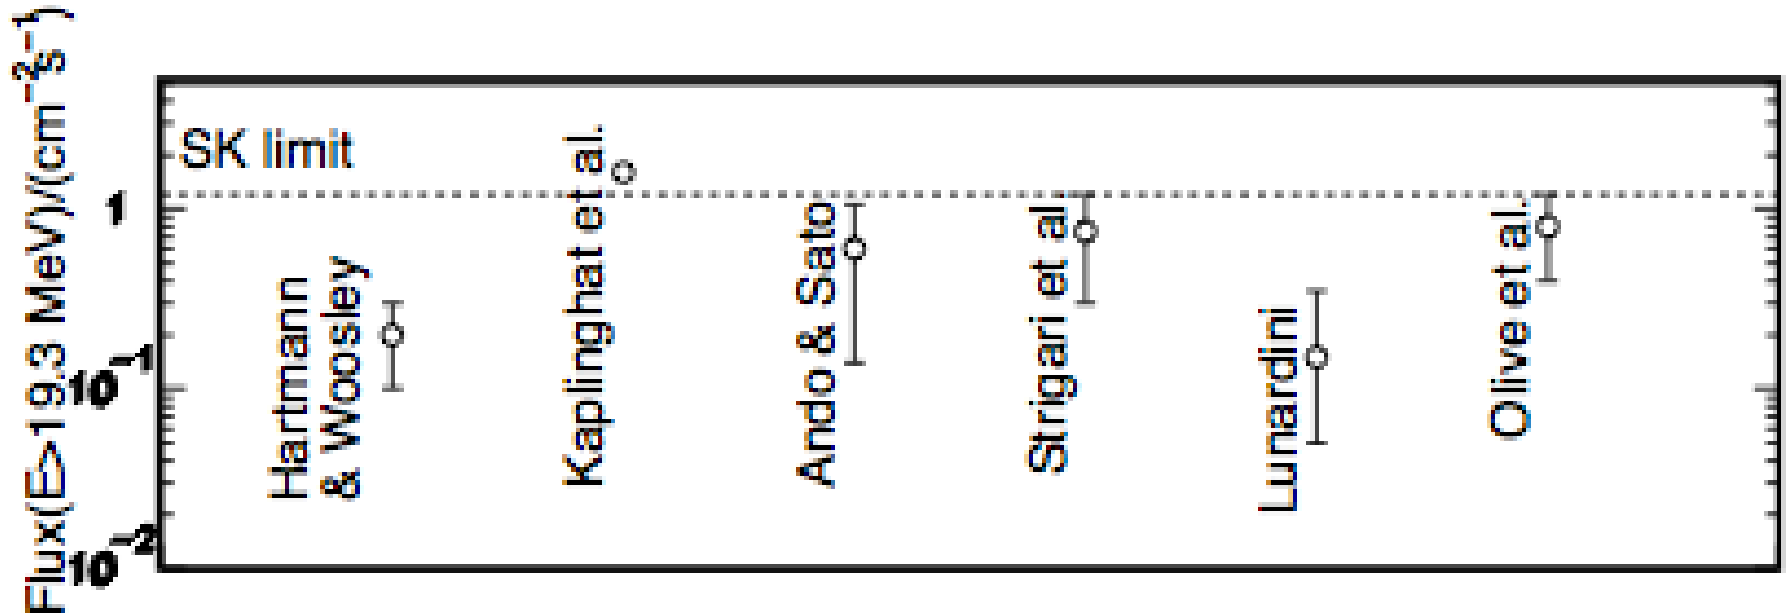 Flux(E>19.3 MeV)/(cm⁻²s⁻¹)
SK limit
1
10⁻¹
10⁻²
Hartmann
& Woosley
Kaplinghat et al.
Ando & Sato
Strigari et al.
Lunardini
Olive et al.